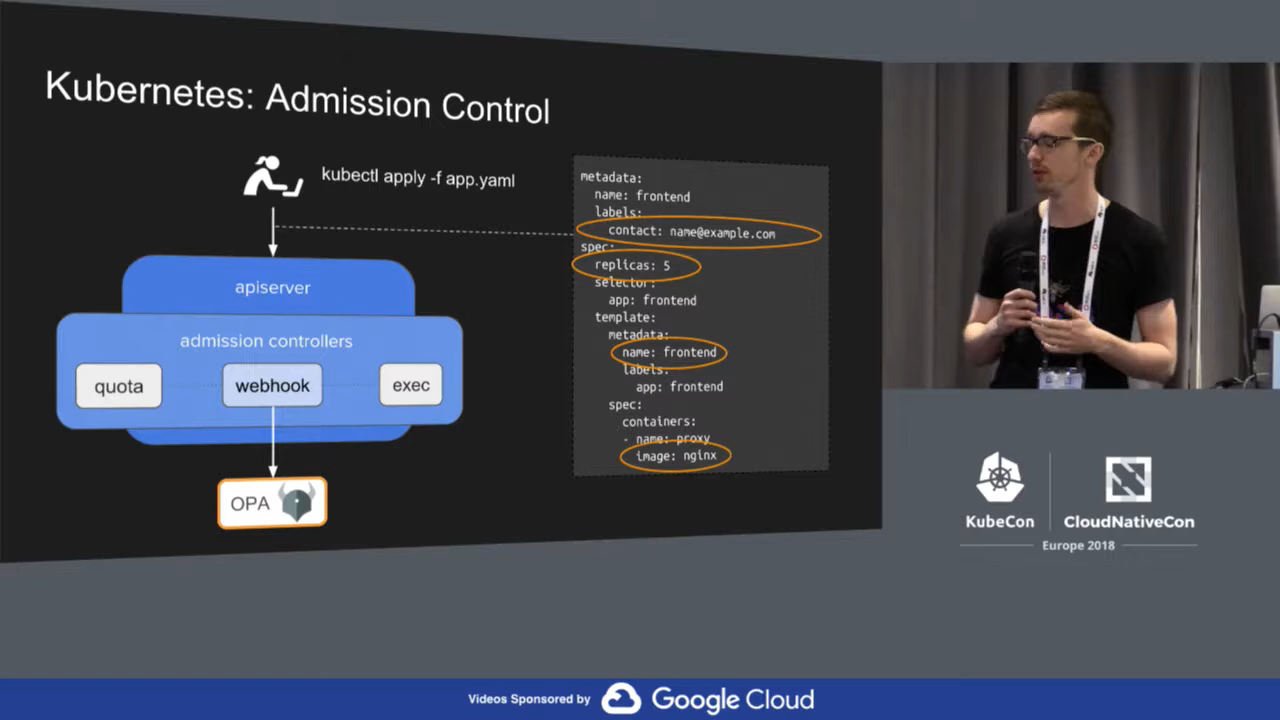 Kubernetes: Admission Control
kubectl apply -f app.yaml
apiserver
admission controllers
quota
webhook
exec
OPA
metadata:
name: frontend
labels:
contact: name@example.com
spec:
replicas: 5
selector:
app: frontend
template:
metadata:
name: frontend
labels:
app: frontend
spec:
containers:
- name: proxy
image: nginx
KubeCon
CloudNativeCon
Europe 2018
Videos Sponsored by
Google Cloud